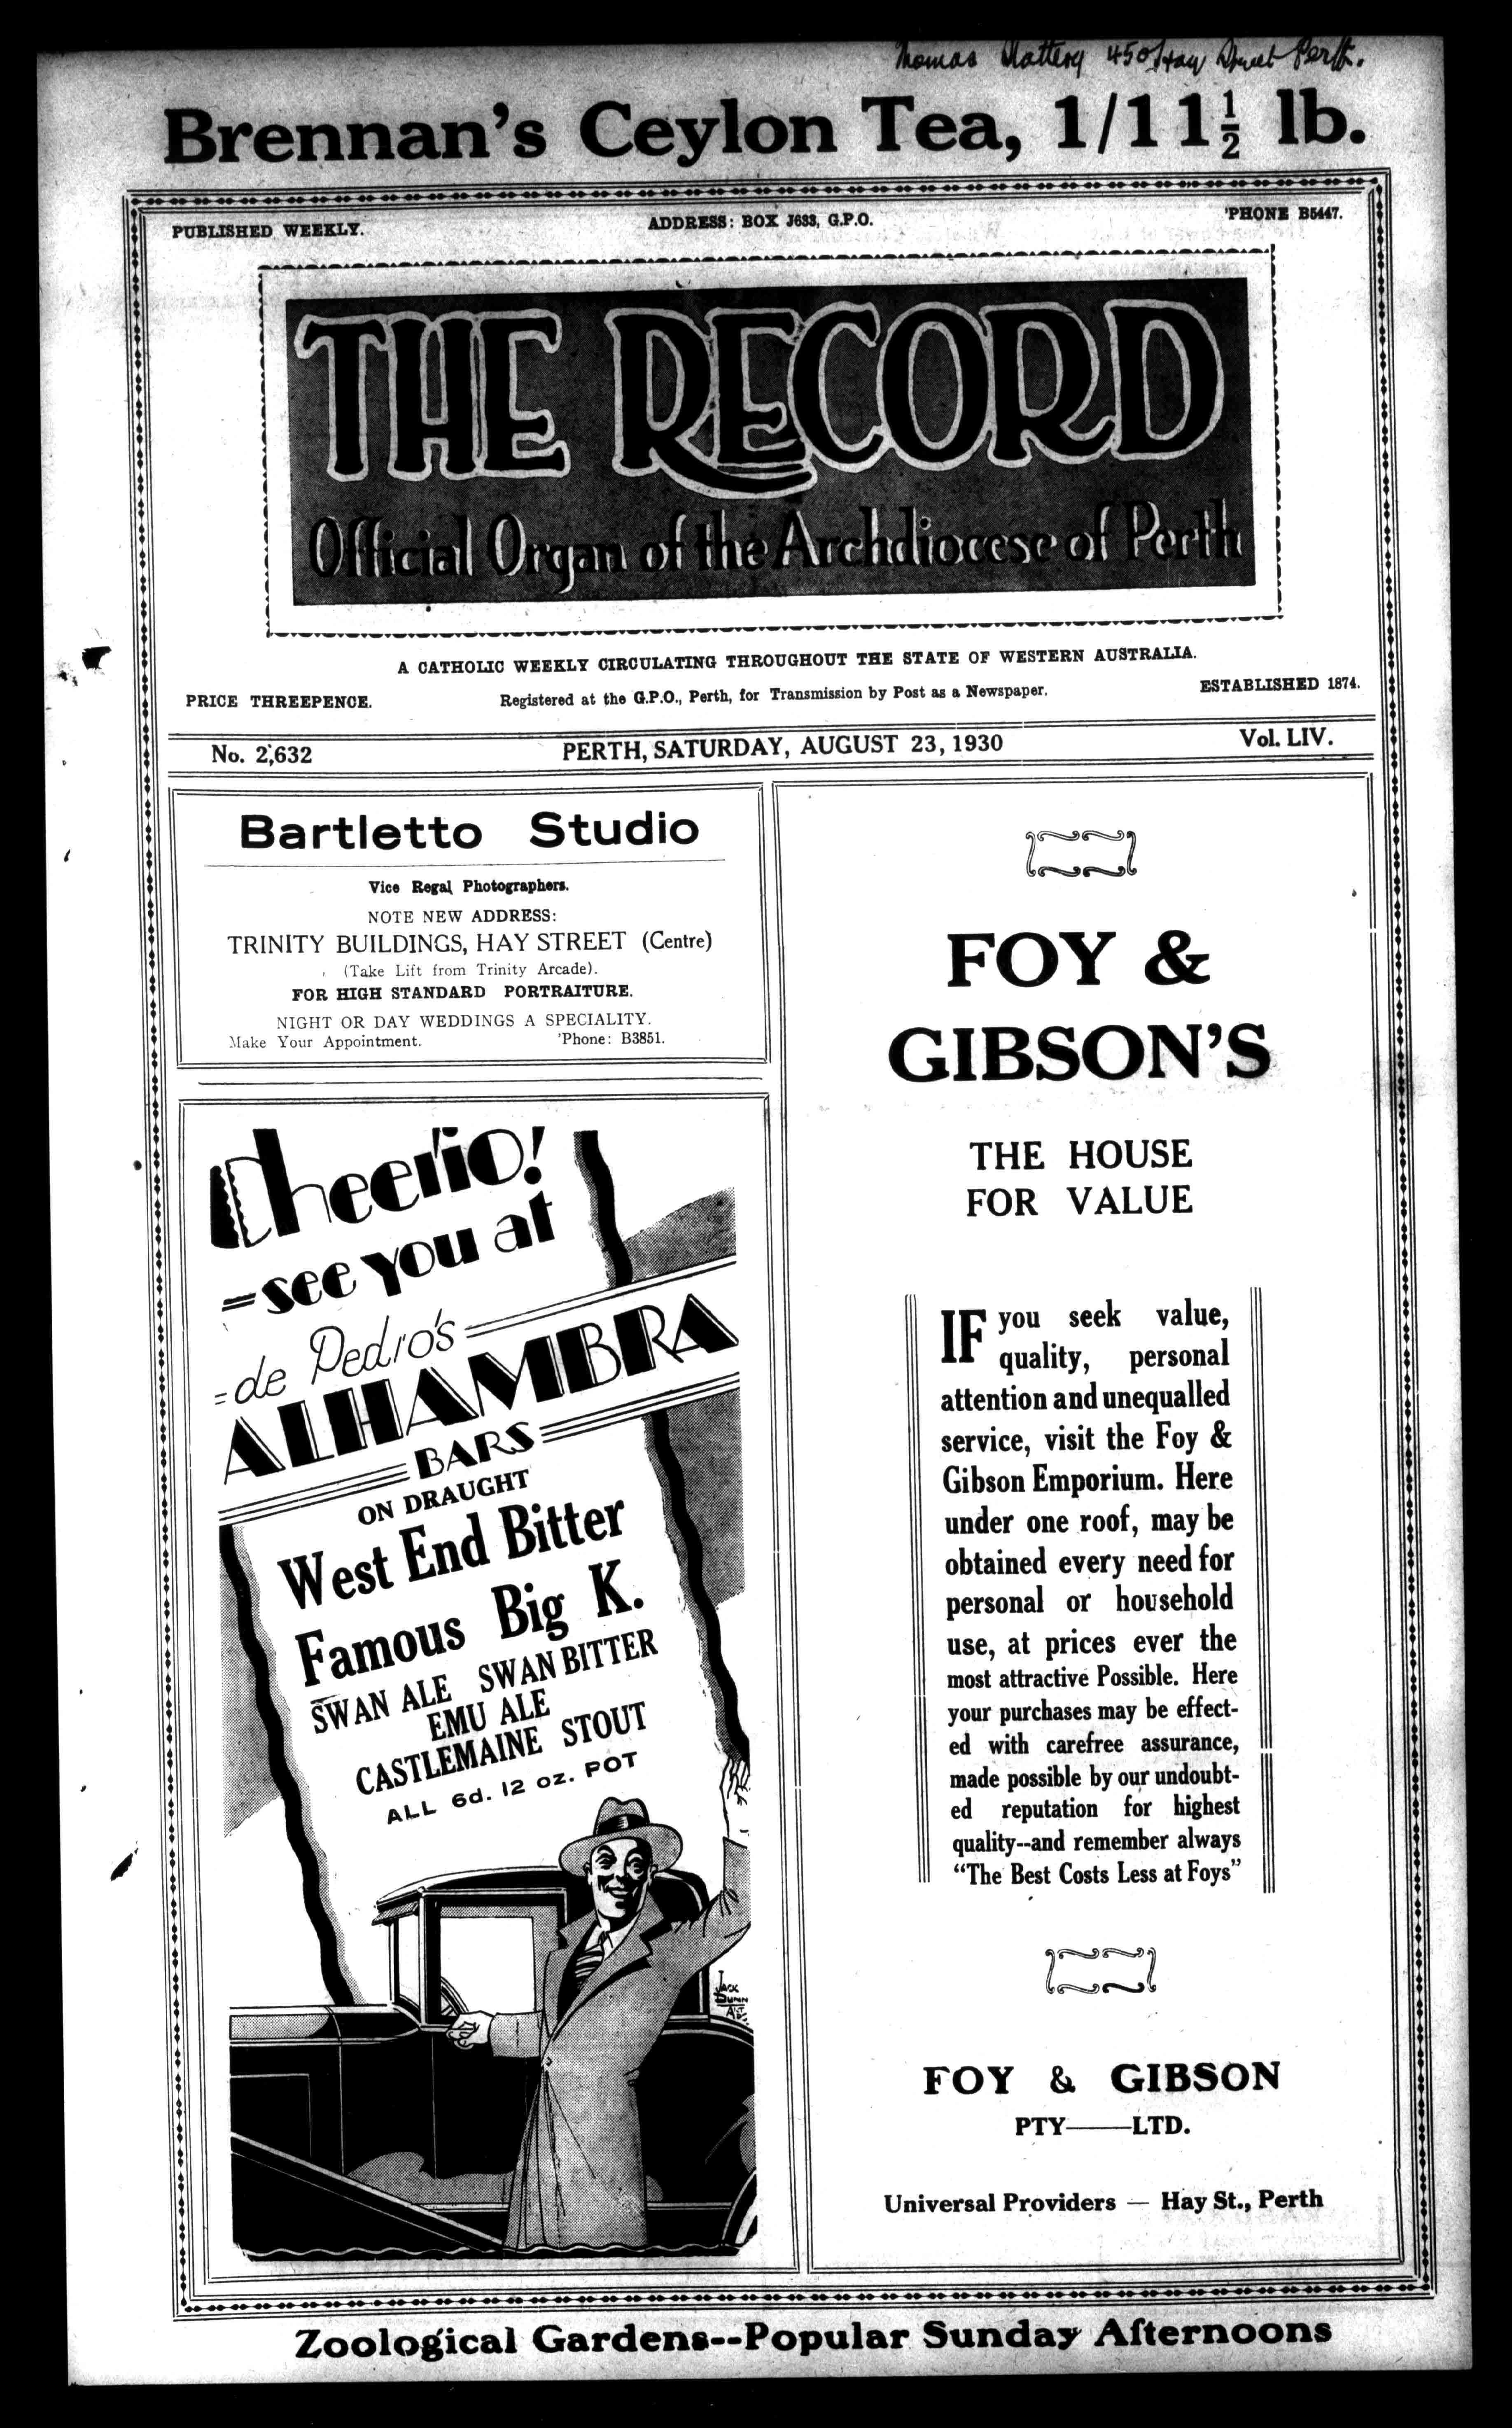 Thomas Slattery 450 Hay Street Perth.
Brennan's Ceylon Tea, 1/11½ lb.
PUBLISHED WEEKLY.
ADDRESS: BOX J633, G.P.O.
'PHONE B5447.
THE RECORD
Official Organ of the Archdiocese of Perth
A CATHOLIC WEEKLY CIRCULATING THROUGHOUT THE STATE OF WESTERN AUSTRALIA.
PRICE THREEPENCE.
Registered at the G.P.O., Perth, for Transmission by Post as a Newspaper.
ESTABLISHED 1874.
No. 2,632
PERTH, SATURDAY, AUGUST 23, 1930
Vol. LIV.
Bartletto Studio
Vice Regal Photographers.
NOTE NEW ADDRESS:
TRINITY BUILDINGS, HAY STREET (Centre)
(Take Lift from Trinity Arcade).
FOR HIGH STANDARD PORTRAITURE.
NIGHT OR DAY WEDDINGS A SPECIALITY.
Make Your Appointment. 'Phone: B3851.
Cheerio!
=see you at
=de Pedro's
ALHAMBRA
BARS
ON DRAUGHT
West End Bitter
Famous Big K.
SWAN ALE SWAN BITTER
EMU ALE
CASTLEMAINE STOUT
ALL 6d. 12 oz. POT
JACK
DUNN
FOY &
GIBSON'S
THE HOUSE
FOR VALUE
IF you seek value,
quality, personal
attention and unequalled
service, visit the Foy &
Gibson Emporium. Here
under one roof, may be
obtained every need for
personal or household
use, at prices ever the
most attractive Possible. Here
your purchases may be effect-
ed with carefree assurance,
made possible by our undoubt-
ed reputation for highest
quality--and remember always
"The Best Costs Less at Foys"
FOY & GIBSON
PTY——LTD.
Universal Providers — Hay St., Perth
Zoological Gardens--Popular Sunday Afternoons